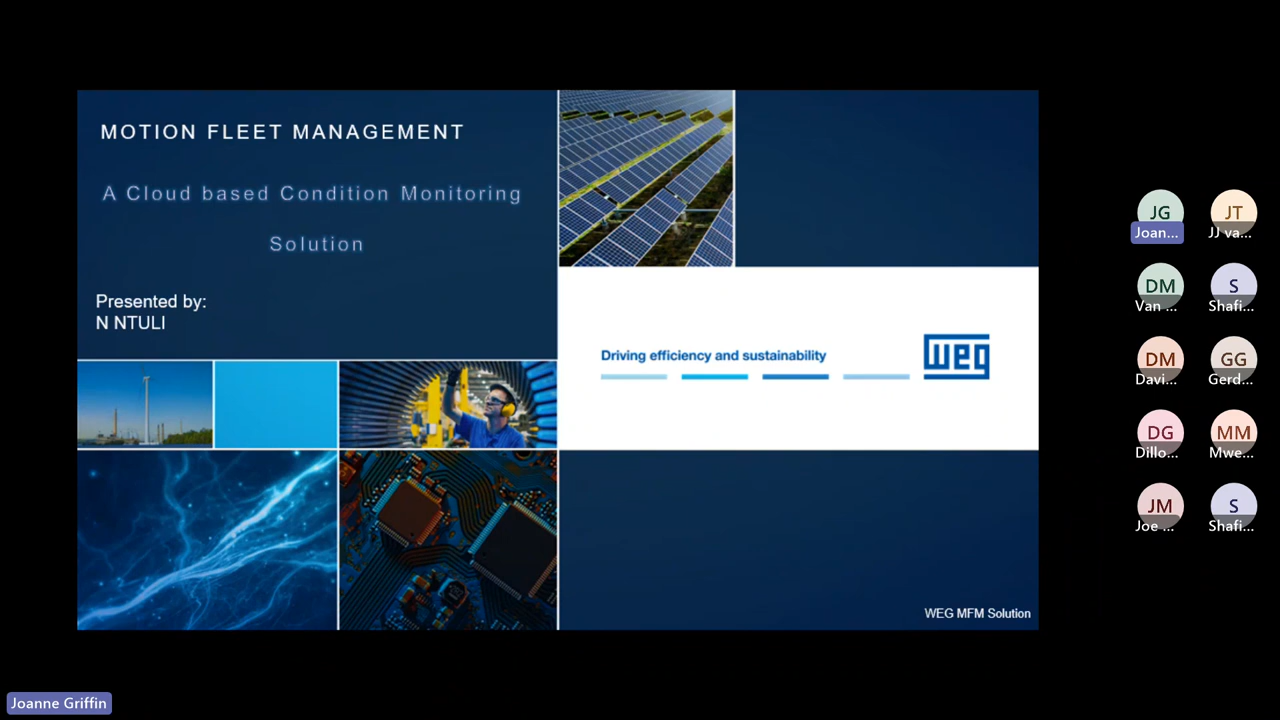 MOTION FLEET MANAGEMENT
A Cloud based Condition Monitoring
Solution
Presented by:
N NTULI
Driving efficiency and sustainability
weg
WEG MFM Solution
JG
Joan...
JT
JJ va...
DM
Van ...
S
Shafi...
DM
Davi...
GG
Gerd...
DG
Dillo...
MM
Mwe...
JM
Joe ...
S
Shafi...
Joanne Griffin